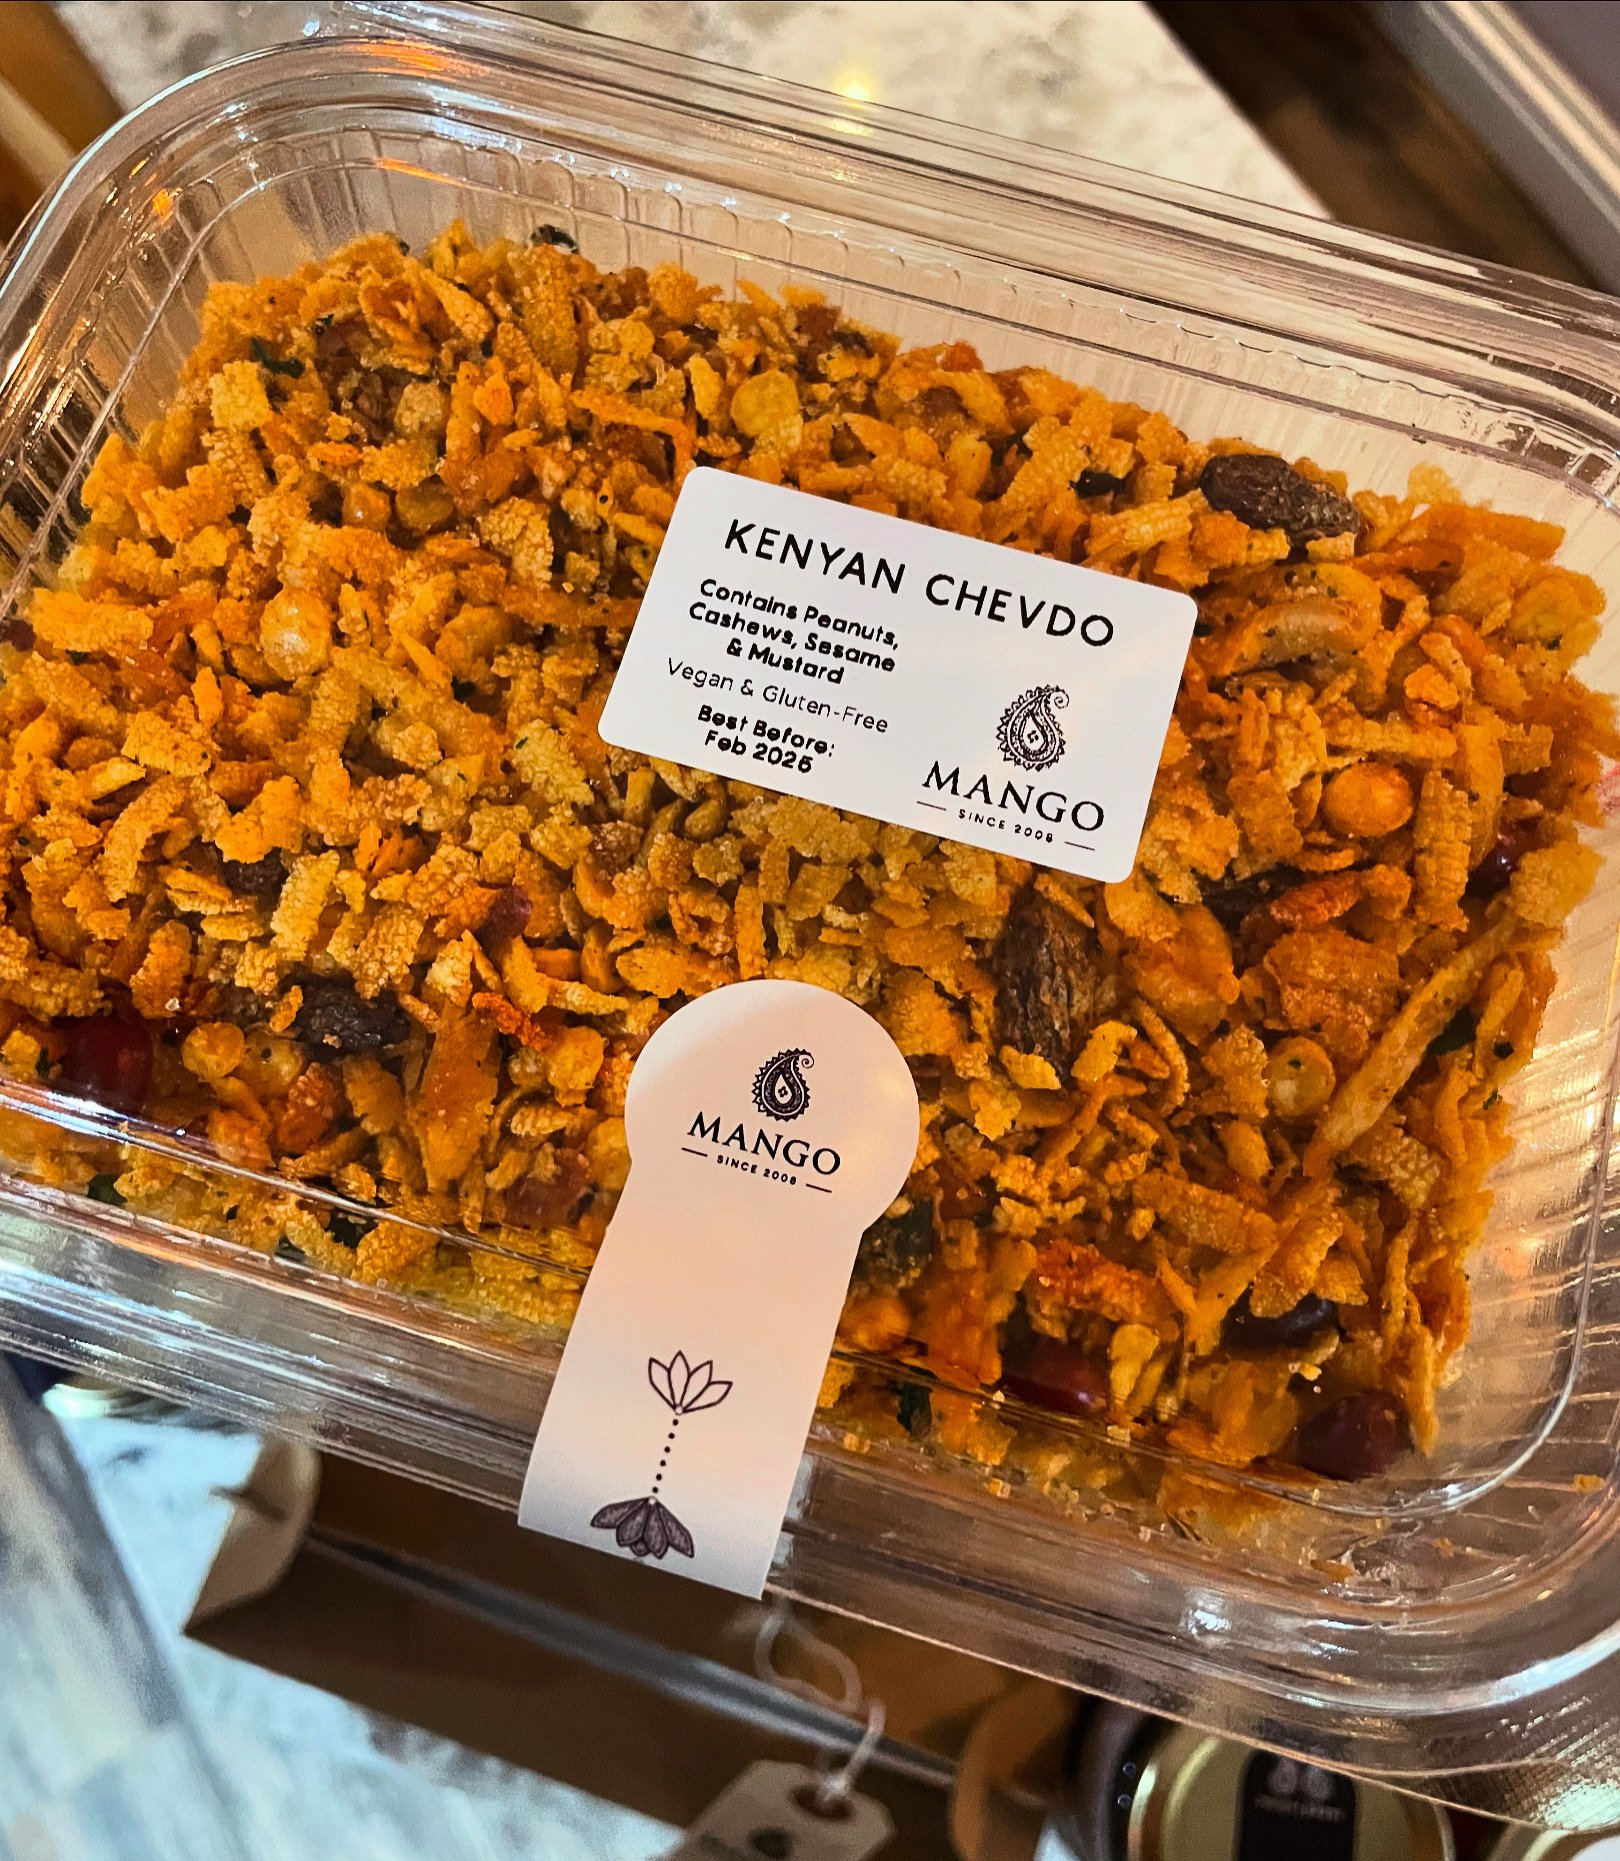 KENYAN CHEVDO
Contains Peanuts,
Cashews, Sesame
& Mustard
Vegan & Gluten-Free
Best Before:
Feb 2025
MANGO
SINCE 2008
MANGO
SINCE 2008